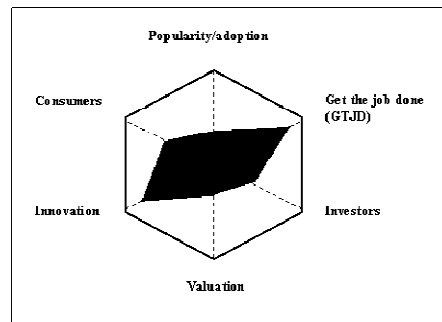 Popularity/adoption
Consumers
Get the job done
(GTJD)
Innovation
Investors
Valuation